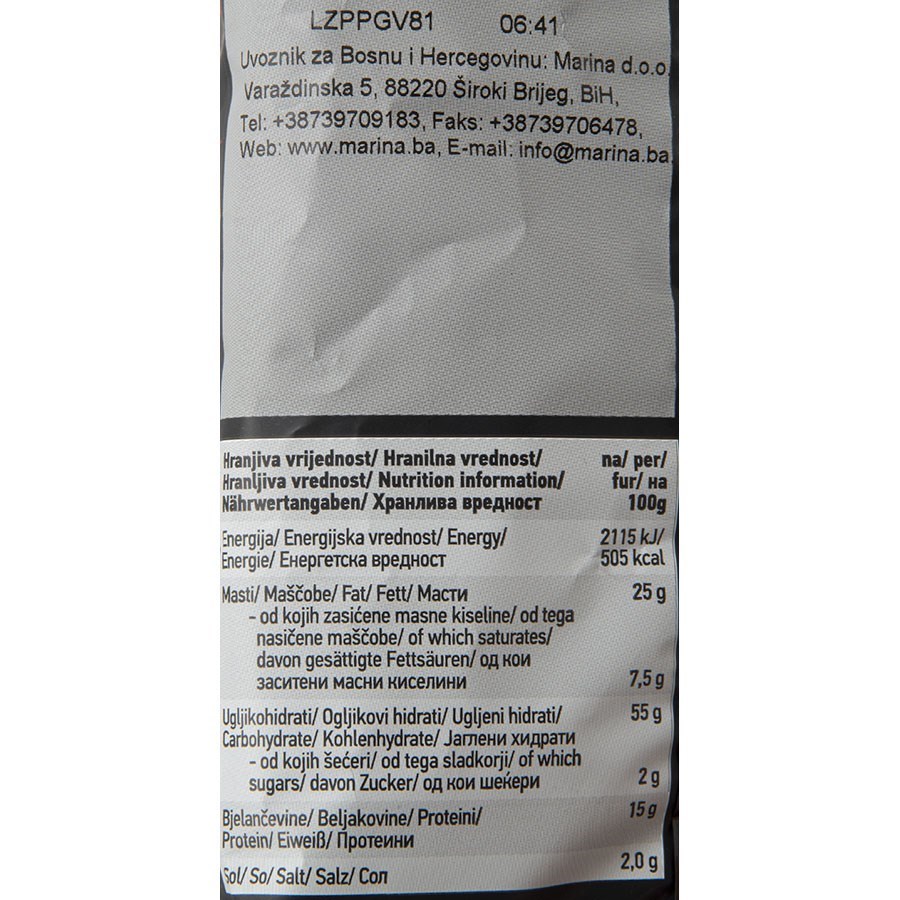 LZPPGV81 06:41
Uvoznik za Bosnu i Hercegovinu: Marina d.o.o.
Varaždinska 5, 88220 Široki Brijeg, BiH,
Tel: +38739709183, Faks: +38739706478,
Web: www.marina.ba, E-mail: info@marina.ba
Hranjiva vrijednost/ Hranilna vrednost/ na/ per/
Hranljiva vrednost/ Nutrition information/ fur/ на
Nährwertangaben/ Хранлива вредност 100g
Energija/ Energijska vrednost/ Energy/ 2115 kJ/
Energie/ Енергетска вредност 505 kcal
Masti/ Maščobe/ Fat/ Fett/ Масти 25 g
- od kojih zasićene masne kiseline/ od tega
nasičene maščobe/ of which saturates/
davon gesättigte Fettsäuren/ од кои
заситени масни киселини 7,5 g
Ugljikohidrati/ Ogljikovi hidrati/ Ugljeni hidrati/ 55 g
Carbohydrate/ Kohlenhydrate/ Јаглени хидрати
- od kojih šećeri/ od tega sladkorji/ of which
sugars/ davon Zucker/ од кои шеќери 2 g
Bjelančevine/ Beljakovine/ Proteini/ 15 g
Protein/ Eiweiß/ Протеини
Sol/ So/ Salt/ Salz/ Сол 2,0 g